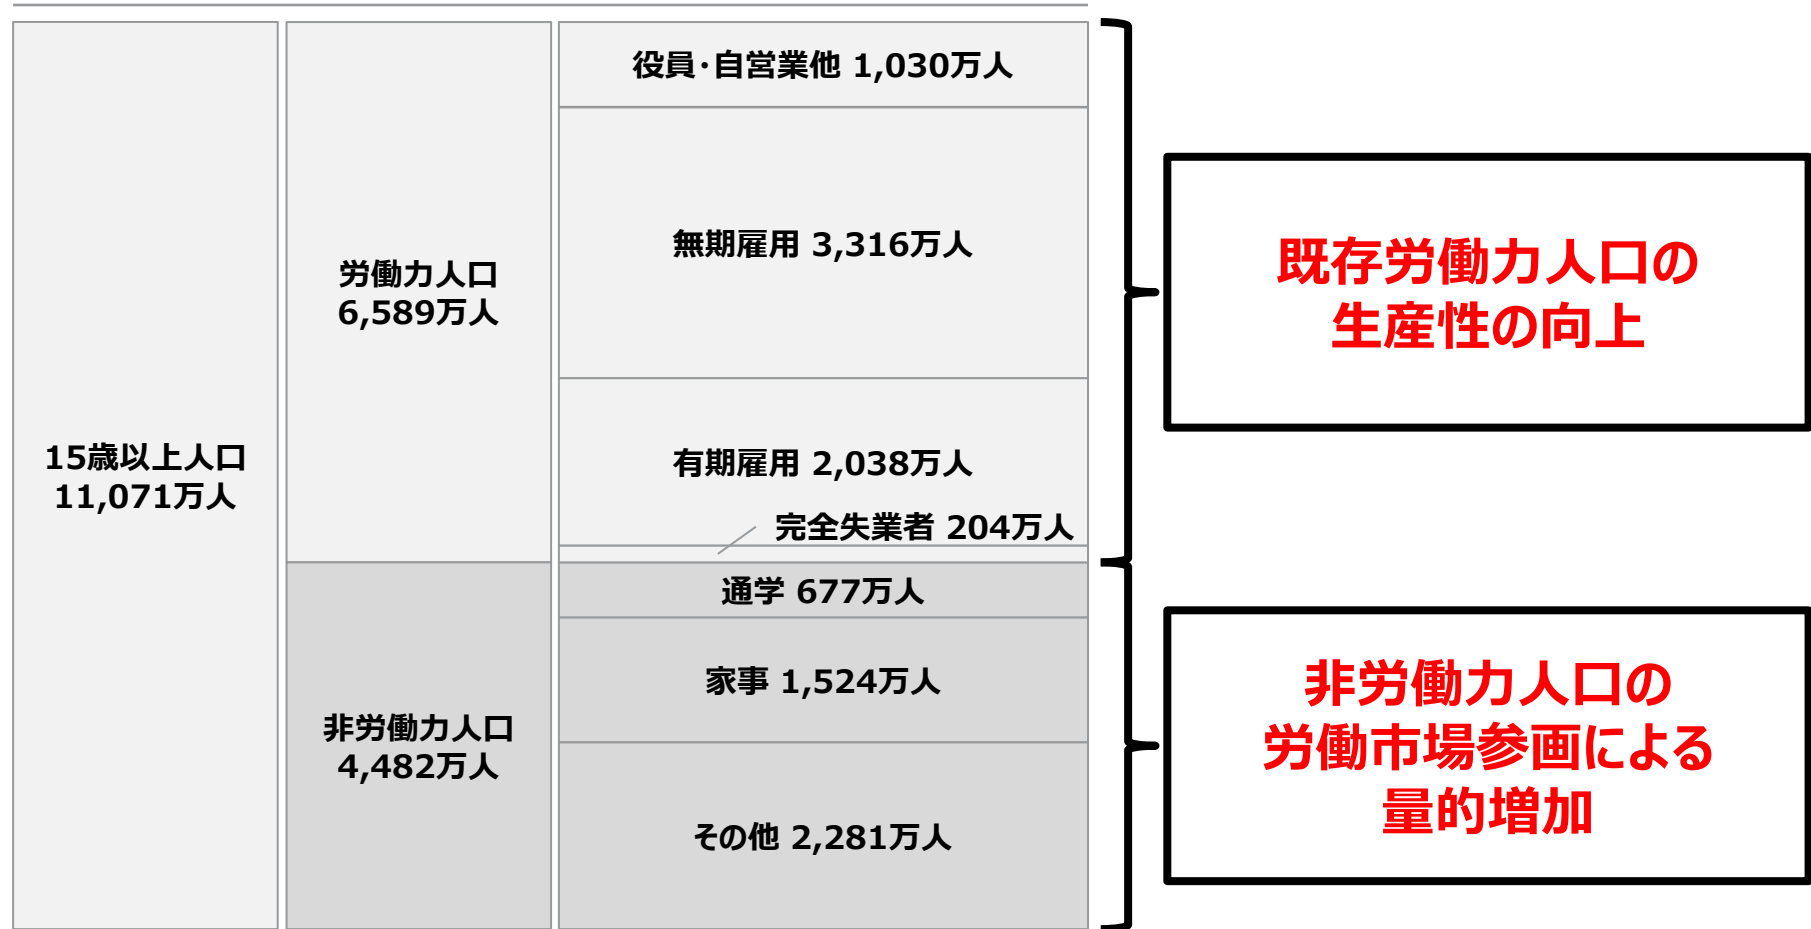 15歳以上人口
11,071万人
労働力人口
6,589万人
非労働力人口
4,482万人
役員・自営業他 1,030万人
無期雇用 3,316万人
有期雇用 2,038万人
完全失業者 204万人
通学 677万人
家事 1,524万人
その他 2,281万人
既存労働力人口の
生産性の向上
非労働力人口の
労働市場参画による
量的増加